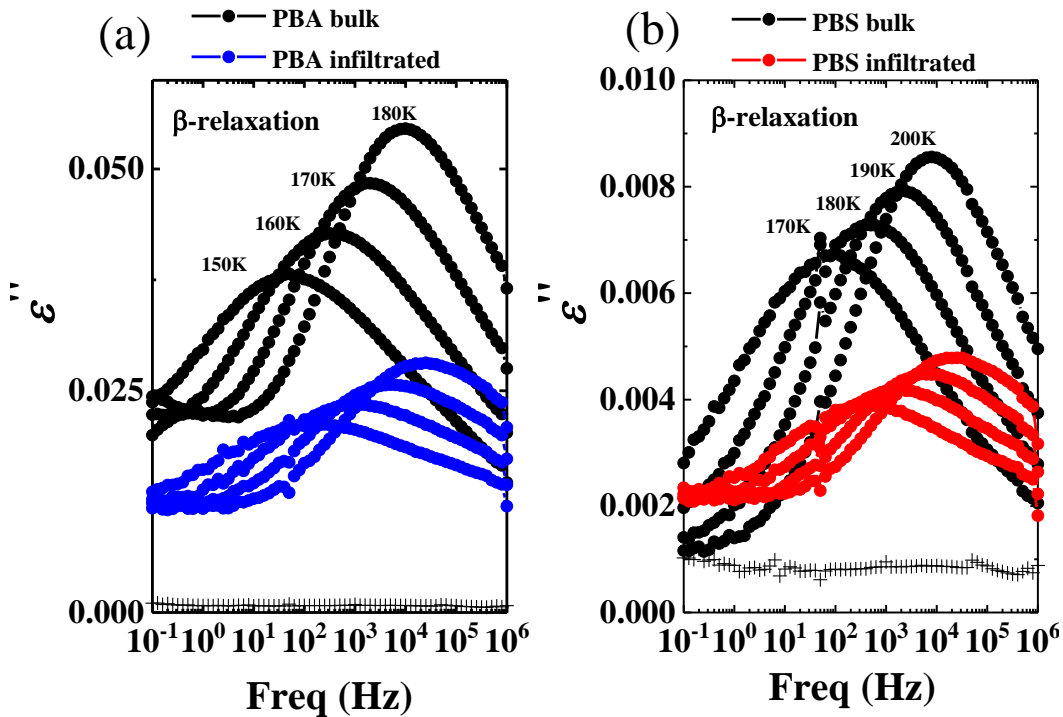 (a)
PBA bulk
PBA infiltrated
β-relaxation
180K
170K
160K
150K
0.050
0.025
0.000
ε"
10^-1 10^0 10^1 10^2 10^3 10^4 10^5 10^6
Freq (Hz)
(b)
PBS bulk
PBS infiltrated
β-relaxation
200K
190K
180K
170K
0.010
0.008
0.006
0.004
0.002
0.000
ε"
10^-1 10^0 10^1 10^2 10^3 10^4 10^5 10^6
Freq (Hz)